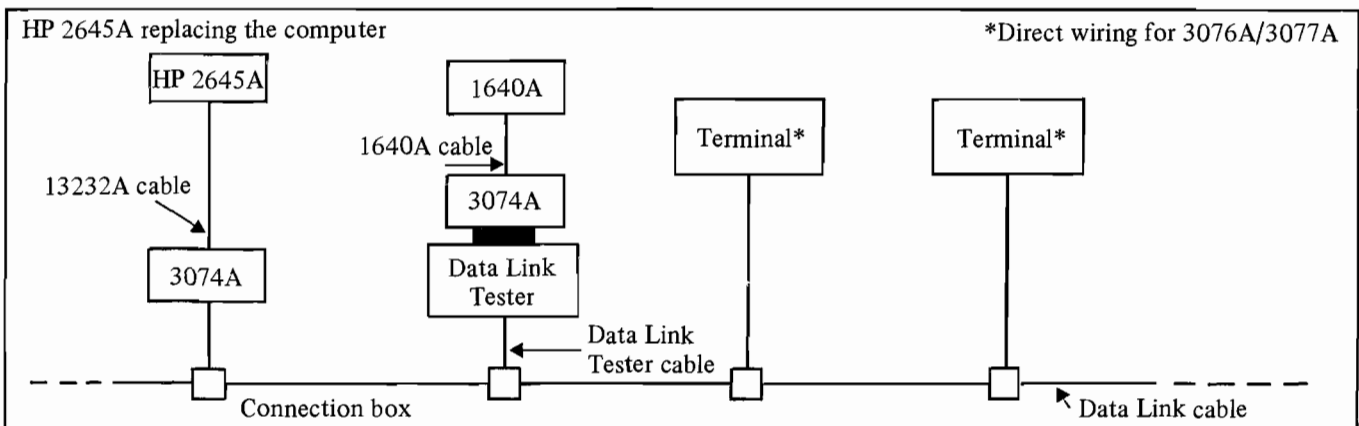 HP 2645A replacing the computer
*Direct wiring for 3076A/3077A
HP 2645A
1640A
Terminal*
Terminal*
1640A cable
13232A cable
3074A
3074A
Data Link
Tester
Data Link
Tester cable
Connection box
Data Link cable